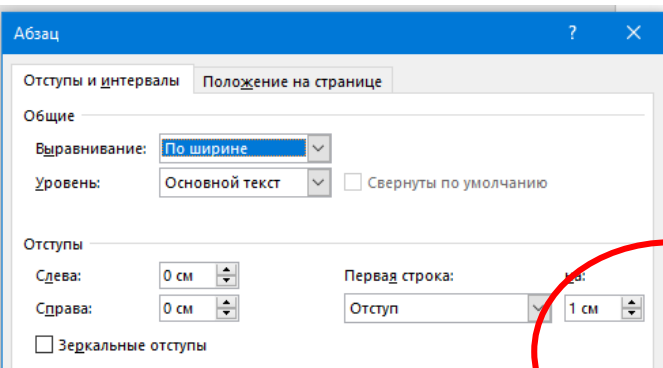 Абзац ?
Отступы и интервалы Положение на странице
Общие
Выравнивание: По ширине
Уровень: Основной текст Свернуты по умолчанию
Отступы
Слева: 0 см Первая строка: на:
Справа: 0 см Отступ 1 см
Зеркальные отступы